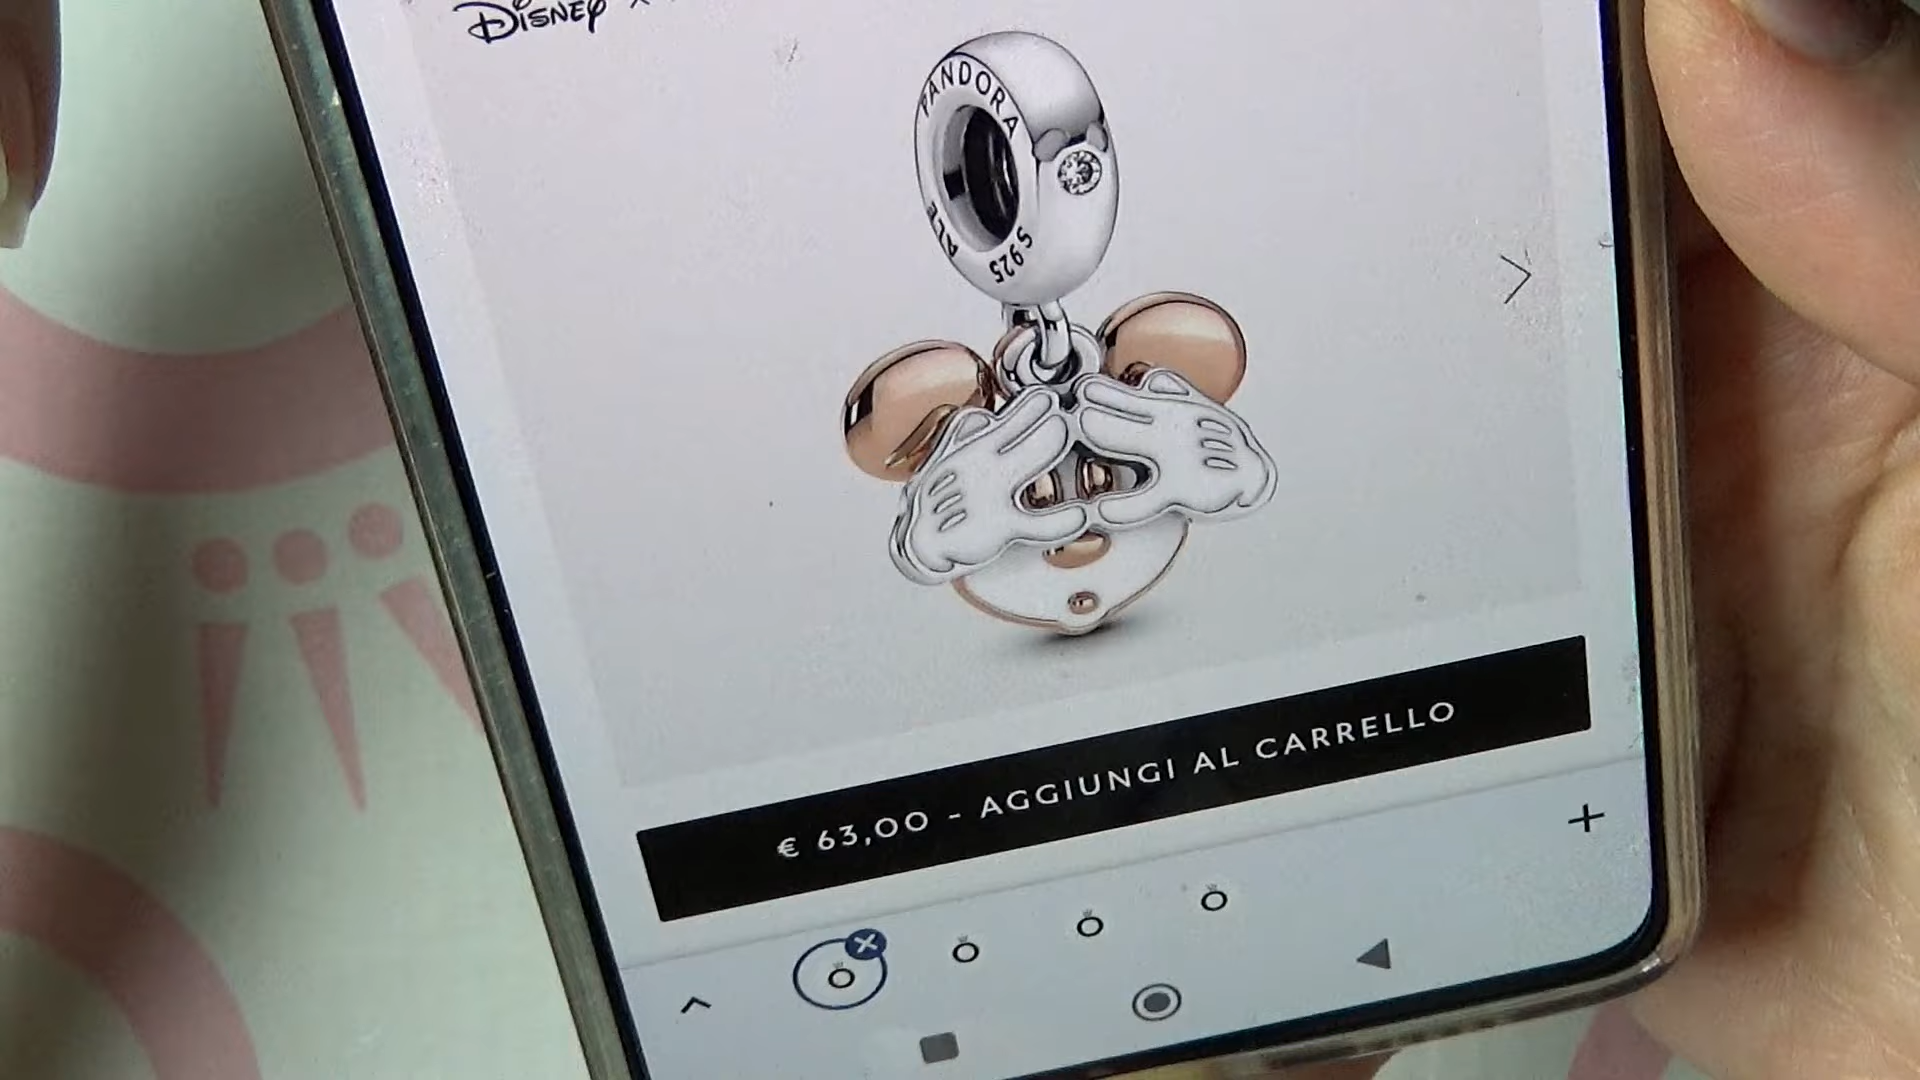 Disney ×
PANDORA
ALE
S925
€ 63,00 - AGGIUNGI AL CARRELLO